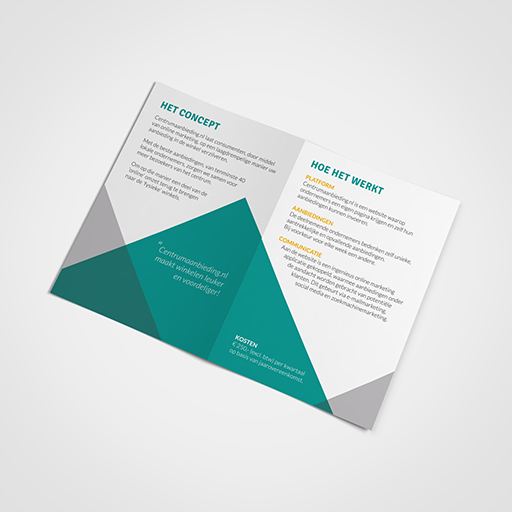 HET CONCEPT
Centrumaanbieding.nl laat consumenten, door middel
van online marketing, op een laagdrempelige manier uw
aanbieding in de winkel verzilveren.
Met de beste aanbiedingen, van tenminste 40
lokale ondernemers, zorgen we samen voor
meer bezoekers van het centrum.
Om op die manier een deel van de
'online' omzet terug te brengen
naar de 'fysieke' winkels.
"Centrumaanbieding.nl
maakt winkelen leuker
en voordeliger!
HOE HET WERKT
PLATFORM
Centrumaanbieding.nl is een website waarop
ondernemers een eigen pagina krijgen en zelf hun
aanbiedingen kunnen invoeren.
AANBIEDINGEN
De deelnemende ondernemers bedenken zelf unieke,
aantrekkelijke en opvallende aanbiedingen.
Bij voorkeur voor elke week een andere.
COMMUNICATIE
Aan de website is een ingenieus online marketing
applicatie gekoppeld, waarmee aanbiedingen onder
de aandacht worden gebracht van potentiële
klanten. Dit gebeurt via e-mailmarketing,
social media en zoekmachinemarketing.
KOSTEN
€ 250,- (excl. btw) per kwartaal
op basis van jaarovereenkomst.